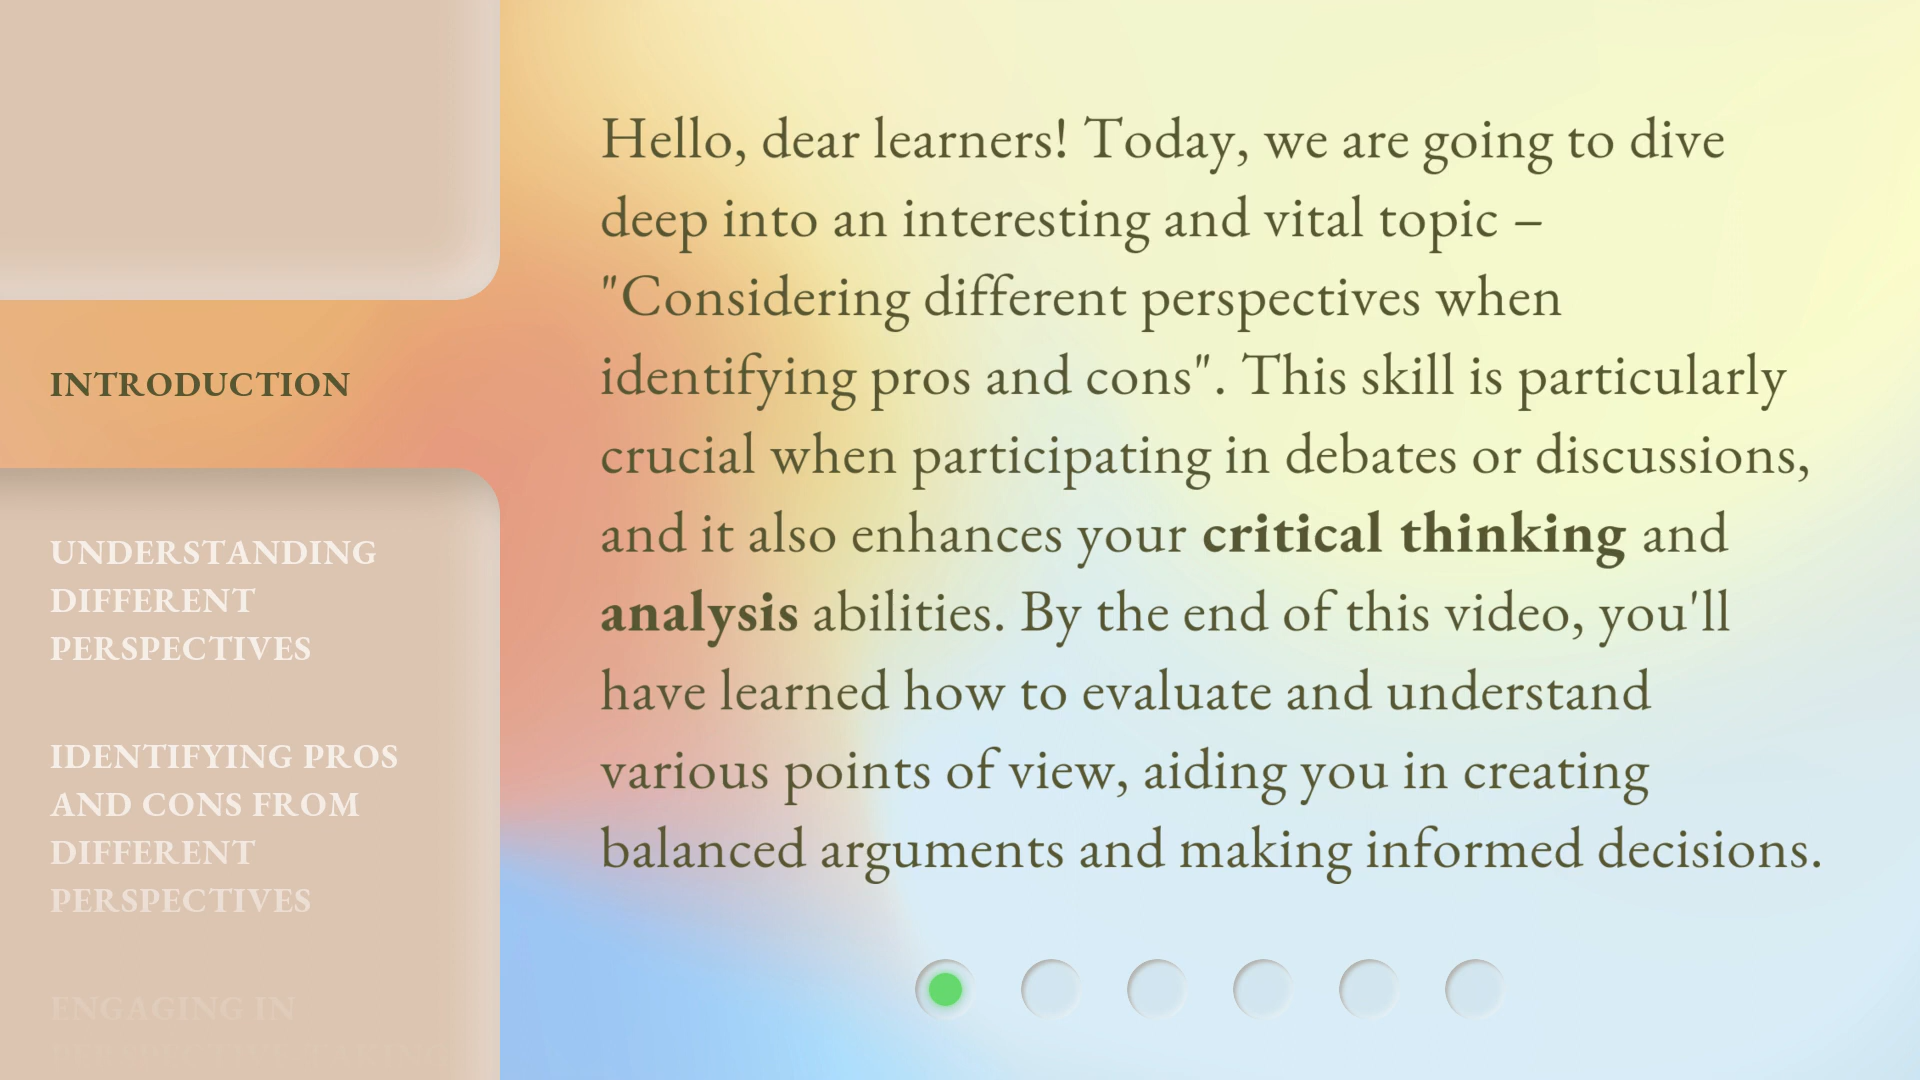 INTRODUCTION
UNDERSTANDING
DIFFERENT
PERSPECTIVES
IDENTIFYING PROS
AND CONS FROM
DIFFERENT
PERSPECTIVES
ENGAGING IN
PERSPECTIVE-TAKING
Hello, dear learners! Today, we are going to dive
deep into an interesting and vital topic –
"Considering different perspectives when
identifying pros and cons". This skill is particularly
crucial when participating in debates or discussions,
and it also enhances your critical thinking and
analysis abilities. By the end of this video, you'll
have learned how to evaluate and understand
various points of view, aiding you in creating
balanced arguments and making informed decisions.